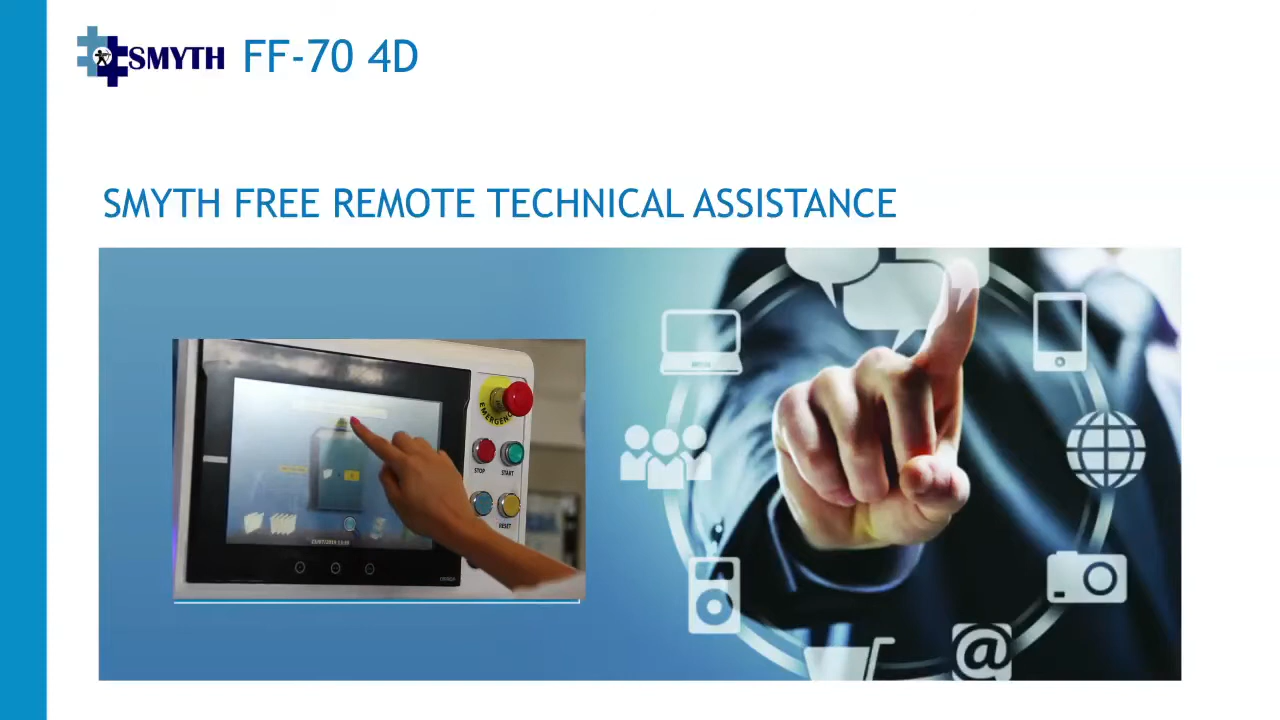 SMYTH FF-70 4D
SMYTH FREE REMOTE TECHNICAL ASSISTANCE
EMERGENCY
STOP
START
RESET
@